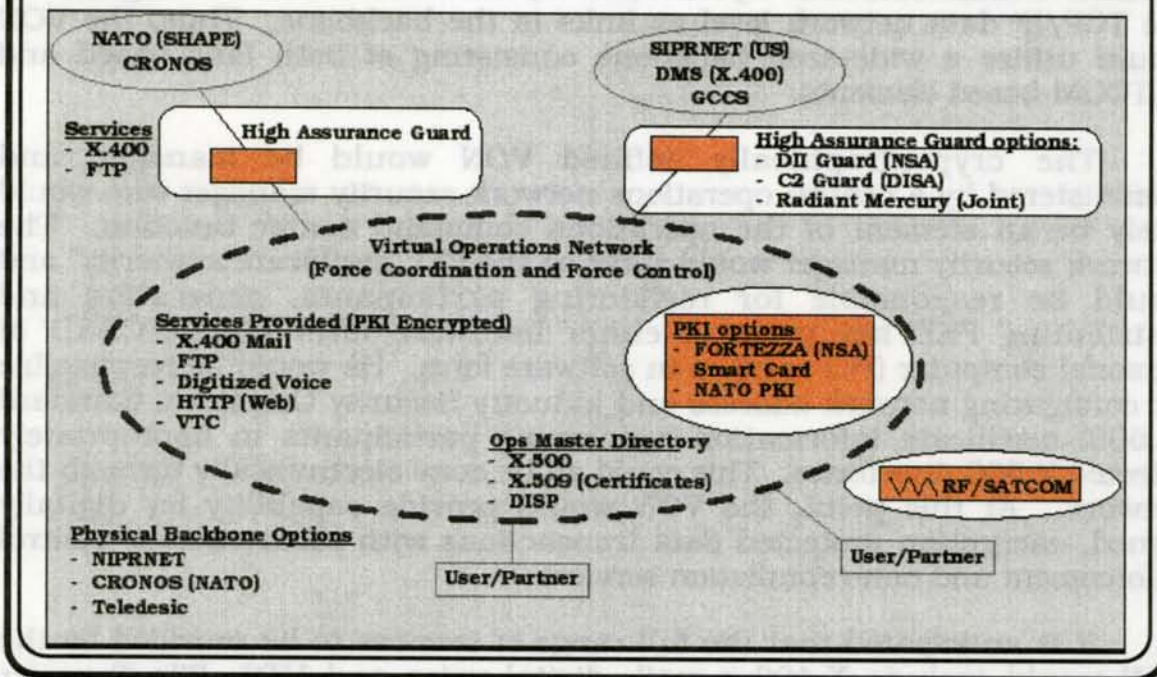 NATO (SHAPE)
CRONOS
SIPRNET (US)
DMS (X.400)
GCCS
Services
- X.400
- FTP
High Assurance Guard
High Assurance Guard options:
- DII Guard (NSA)
- C2 Guard (DISA)
- Radiant Mercury (Joint)
Virtual Operations Network
(Force Coordination and Force Control)
Services Provided (PKI Encrypted)
- X.400 Mail
- FTP
- Digitized Voice
- HTTP (Web)
- VTC
PKI options
- FORTEZZA (NSA)
- Smart Card
- NATO PKI
Ops Master Directory
- X.500
- X.509 (Certificates)
- DISP
RF/SATCOM
Physical Backbone Options
- NIPRNET
- CRONOS (NATO)
- Teledesic
User/Partner
User/Partner